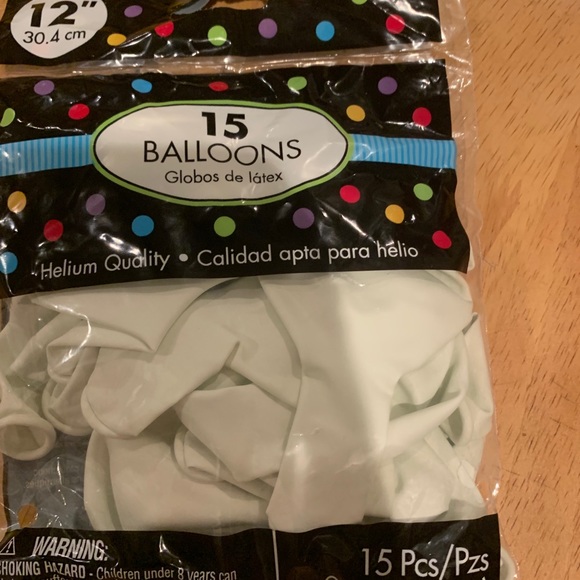 12"
30.4 cm
15
BALLOONS
Globos de látex
Helium Quality • Calidad apta para helio
WARNING:
CHOKING HAZARD - Children under 8 years can
15 Pcs/Pzs